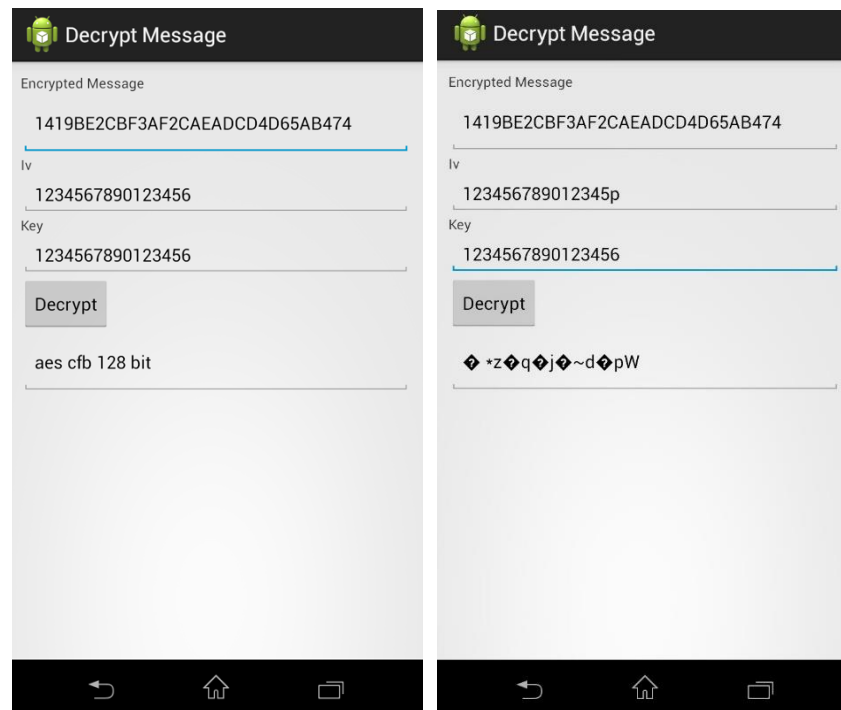 Decrypt Message
Encrypted Message
1419BE2CBF3AF2CAEADCD4D65AB474
Iv
1234567890123456
Key
1234567890123456
Decrypt
aes cfb 128 bit
Decrypt Message
Encrypted Message
1419BE2CBF3AF2CAEADCD4D65AB474
Iv
123456789012345p
Key
1234567890123456
Decrypt
� *z�q�j�~d�pW